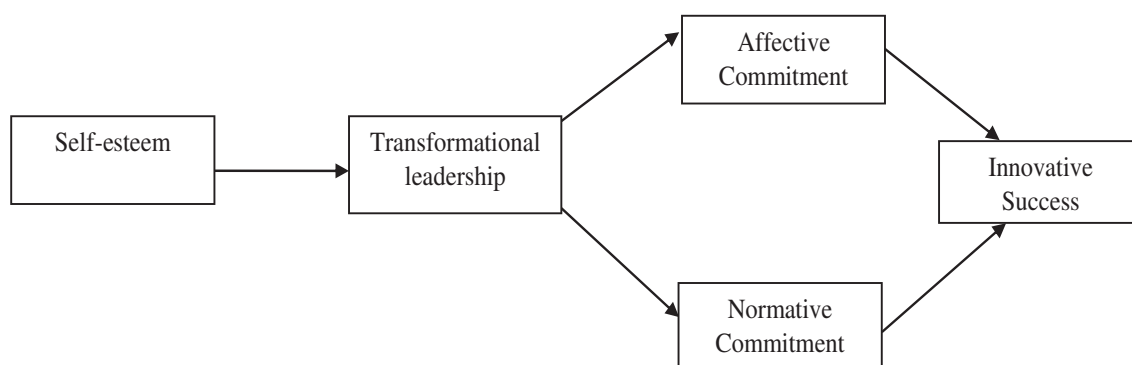 Affective
Commitment
Self-esteem
Transformational
leadership
Innovative
Success
Normative
Commitment